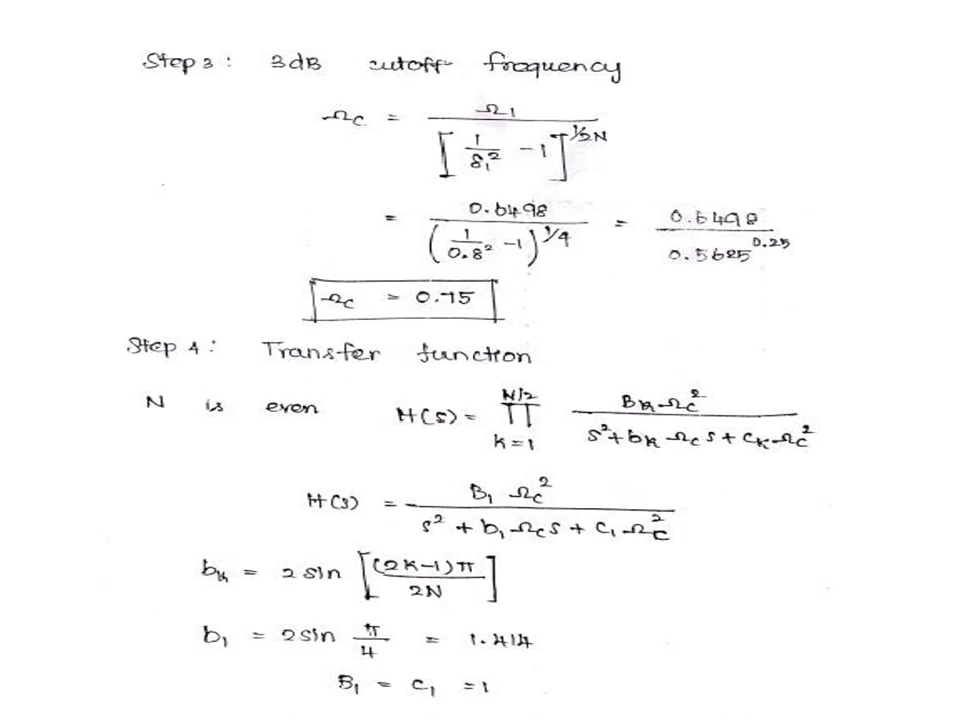 Step 3 : 3dB cutoff frequency
Ωc = Ω1 / [ 1/δ1² - 1 ]^1/2N
= 0.6498 / ( 1/0.8² - 1 )^1/4 = 0.6498 / 0.5625^0.25
Ωc = 0.75
Step 4 : Transfer function
N is even H(s) = N/2 Π k=1 Bk Ωc² / s² + bk Ωc s + ck Ωc²
H(s) = B1 Ωc² / s² + b1 Ωc s + c1 Ωc²
bk = 2 sin [ (2k-1)π / 2N ]
b1 = 2 sin π/4 = 1.414
B1 = c1 = 1